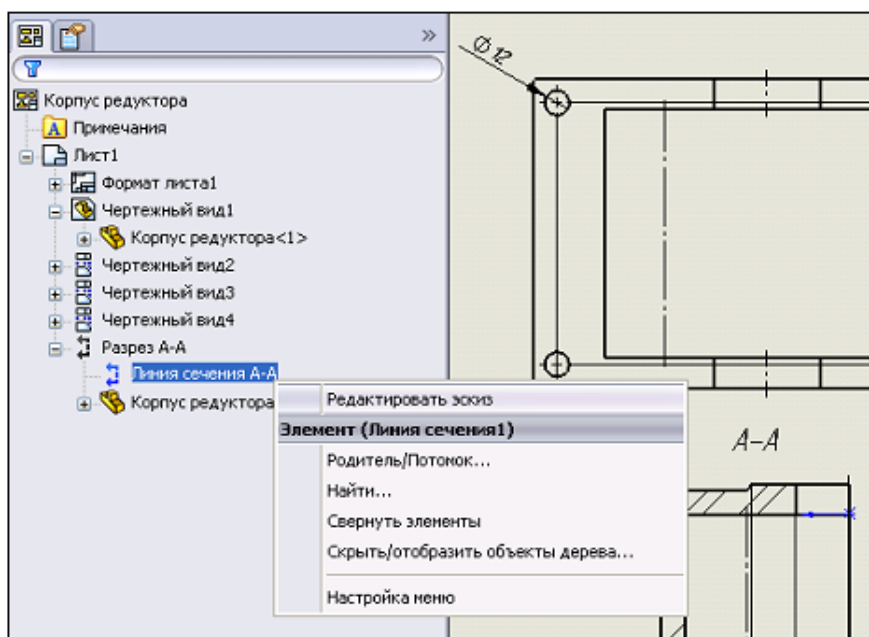 »
Корпус редуктора
Примечания
Лист1
Формат листа1
Чертежный вид1
Корпус редуктора<1>
Чертежный вид2
Чертежный вид3
Чертежный вид4
Разрез А-А
Линия сечения А-А
Корпус редуктора
Редактировать эскиз
Элемент (Линия сечения1)
Родитель/Потомок...
Найти...
Свернуть элементы
Скрыть/отобразить объекты дерева...
Настройка меню
Ø12
А-А